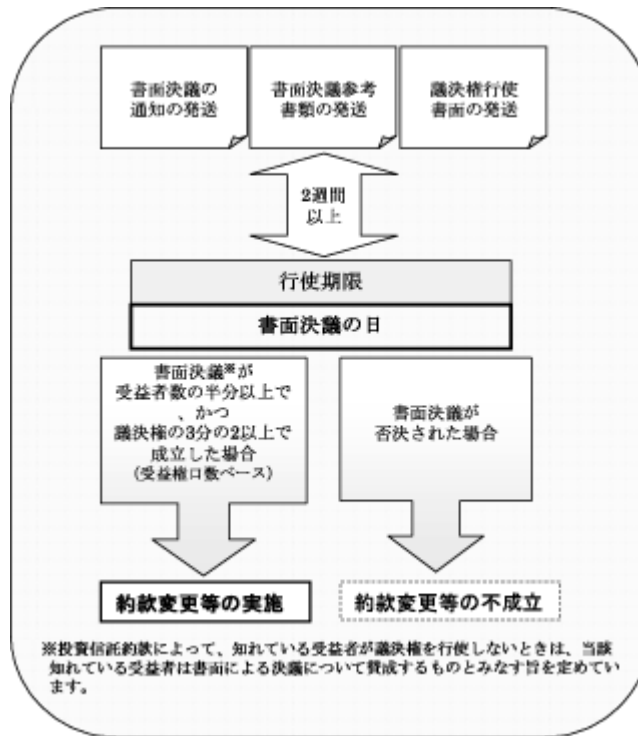 書面決議の
通知の発送
書面決議参考
書類の発送
議決権行使
書面の発送
2週間
以上
行使期限
書面決議の日
書面決議※が
受益者数の半分以上で
、かつ
議決権の3分の2以上で
成立した場合
(受益権口数ベース)
書面決議が
否決された場合
約款変更等の実施
約款変更等の不成立
※投資信託約款によって、知れている受益者が議決権を行使しないときは、当該
知れている受益者は書面による決議について賛成するものとみなす旨を定めてい
ます。